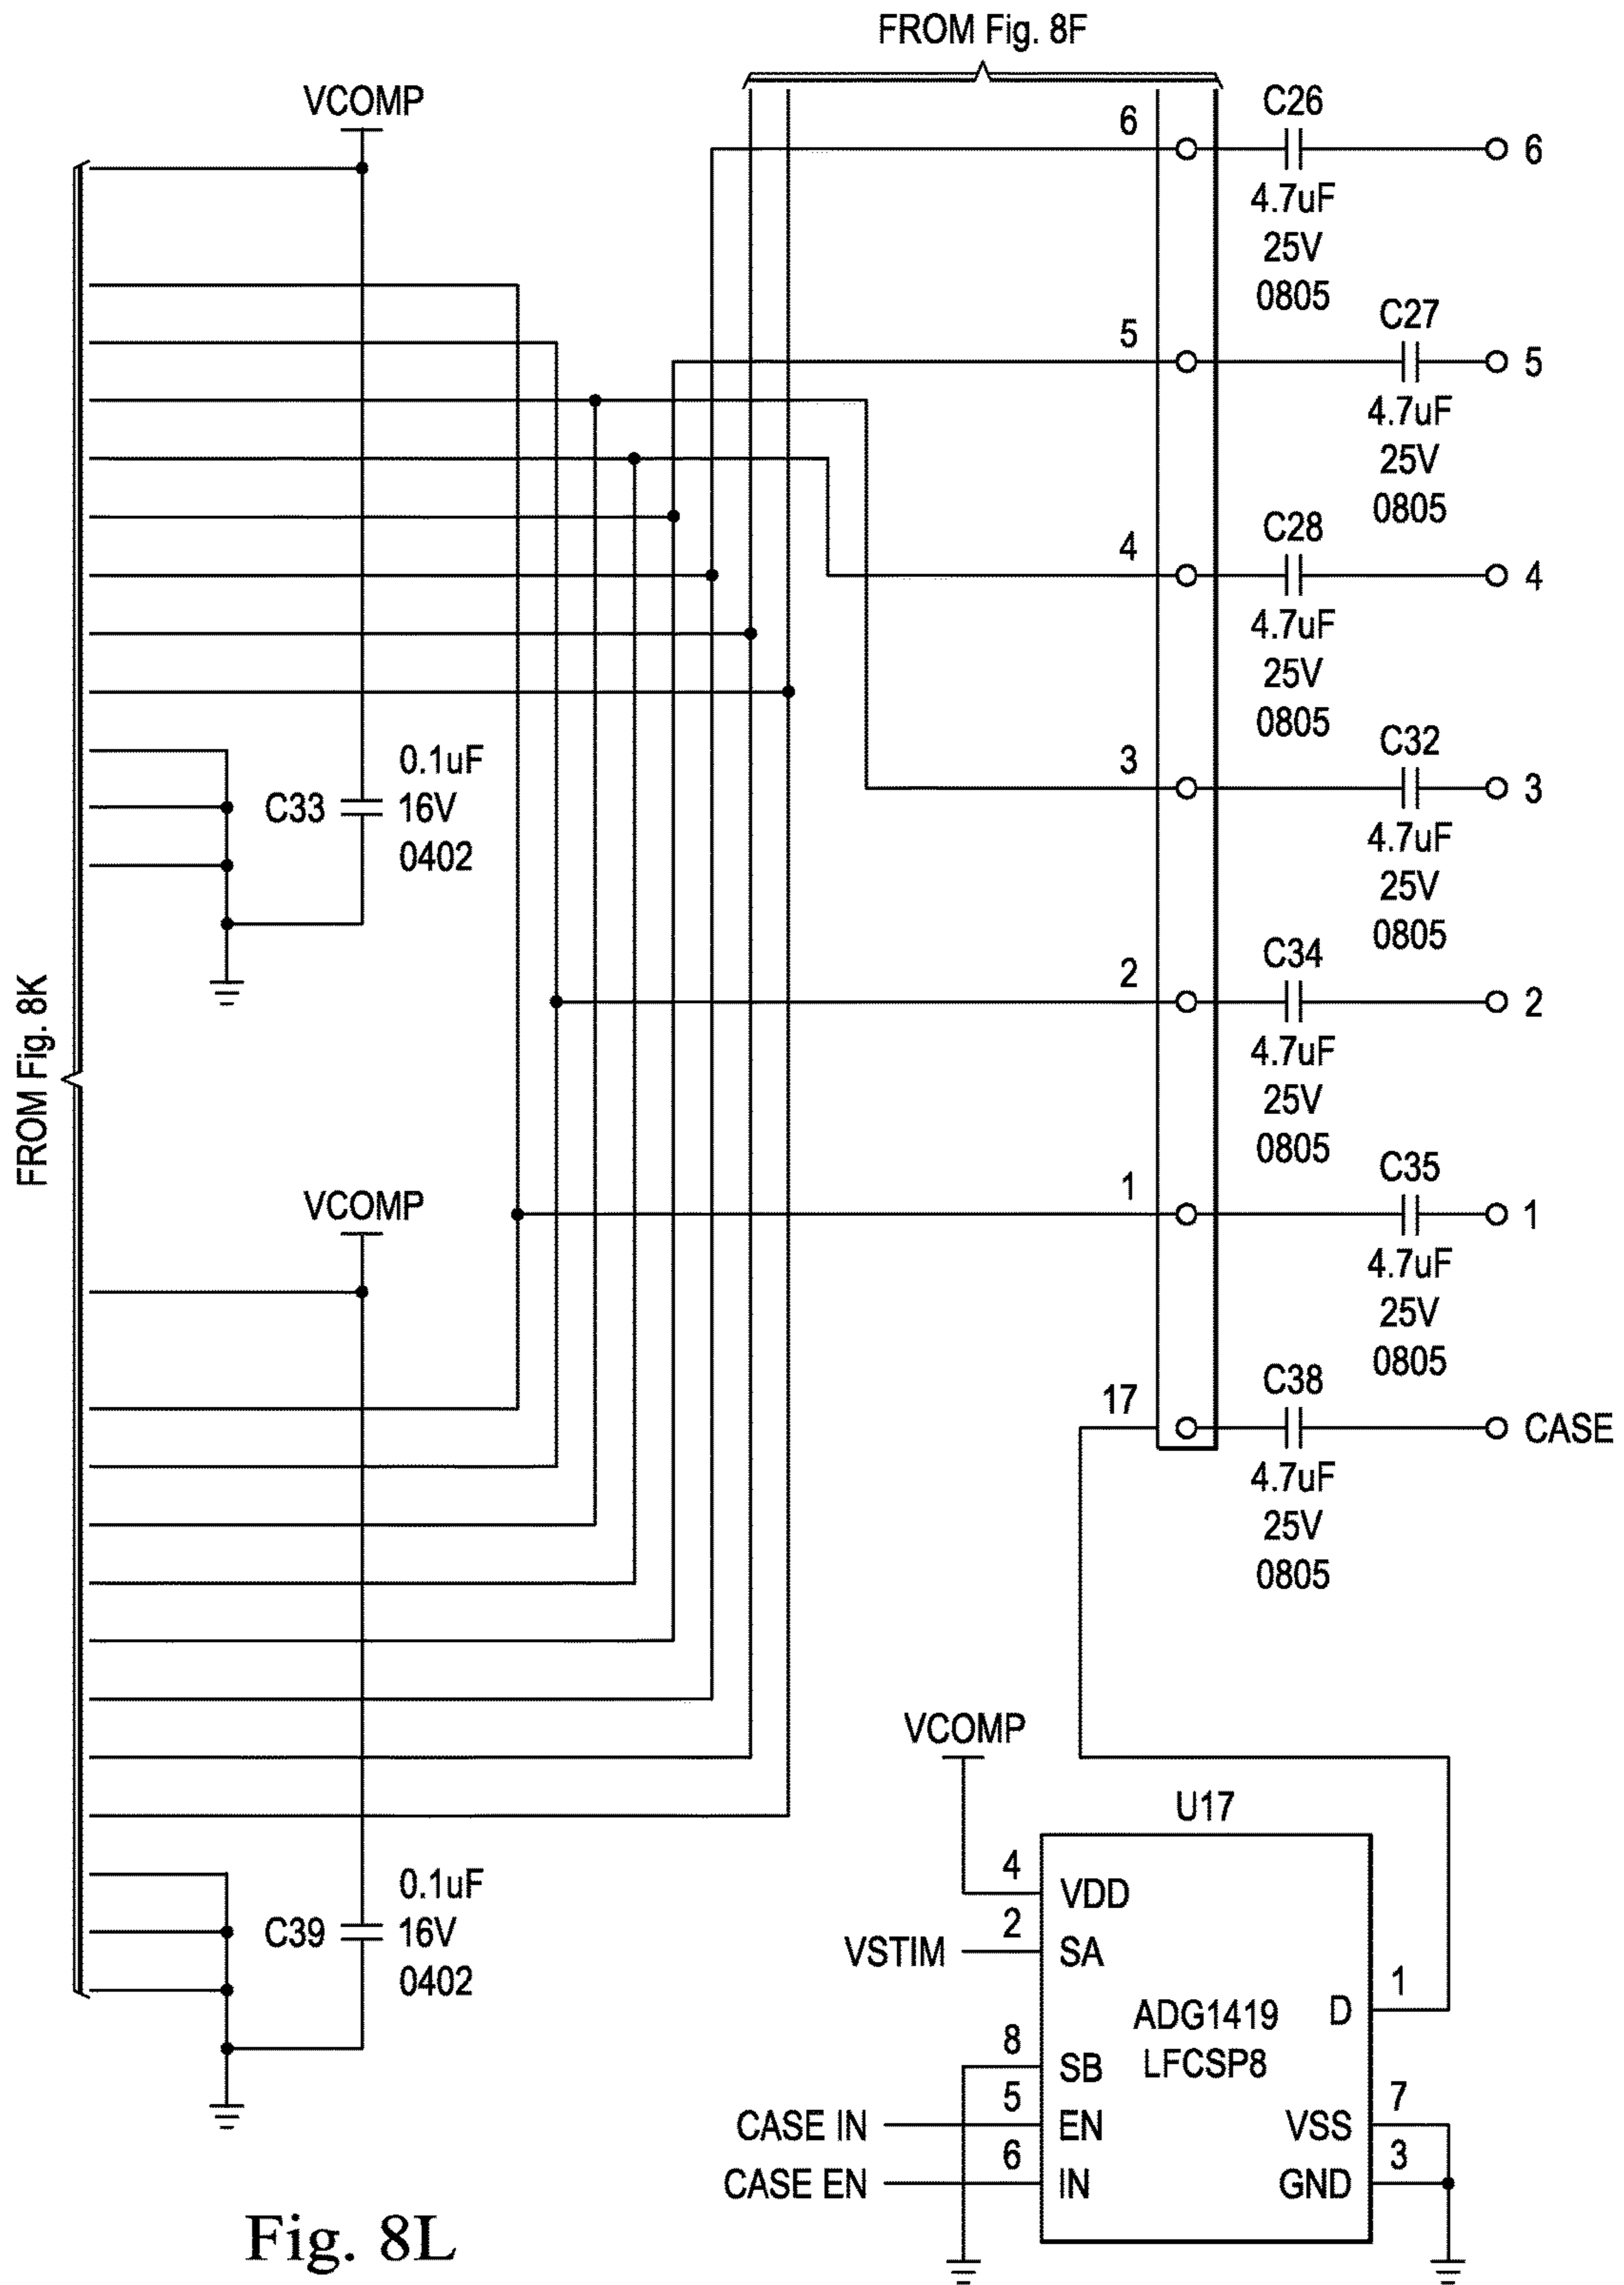 FROM Fig. 8F
VCOMP
6
C26
6
4.7uF
25V
0805
5
C27
5
4.7uF
25V
0805
4
C28
4
4.7uF
25V
0805
3
C32
3
4.7uF
25V
0805
C33
0.1uF
16V
0402
2
C34
2
4.7uF
25V
0805
FROM Fig. 8K
1
C35
1
4.7uF
25V
0805
VCOMP
17
C38
CASE
4.7uF
25V
0805
C39
0.1uF
16V
0402
VCOMP
U17
4
VDD
2
VSTIM
SA
ADG1419
LFCSP8
1
D
8
SB
5
CASE IN
EN
6
CASE EN
IN
7
VSS
3
GND
Fig. 8L